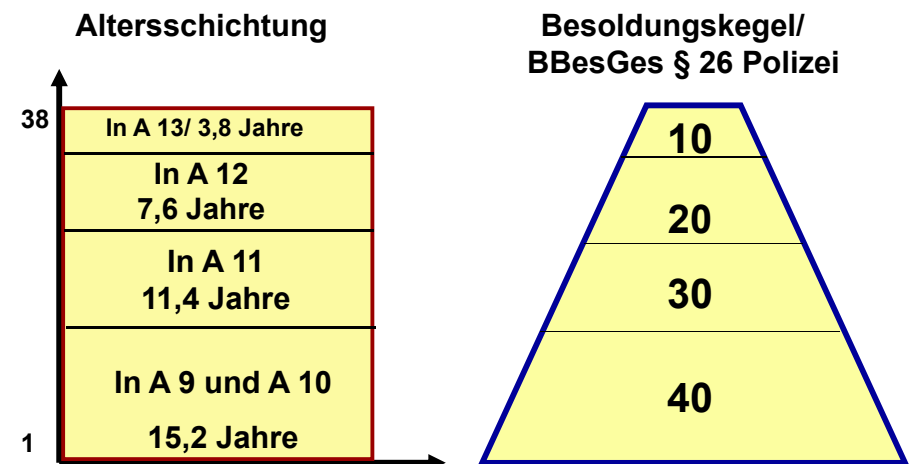 Altersschichtung
38
In A 13/ 3,8 Jahre
In A 12
7,6 Jahre
In A 11
11,4 Jahre
In A 9 und A 10
15,2 Jahre
1
Besoldungskegel/
BBesGes § 26 Polizei
10
20
30
40